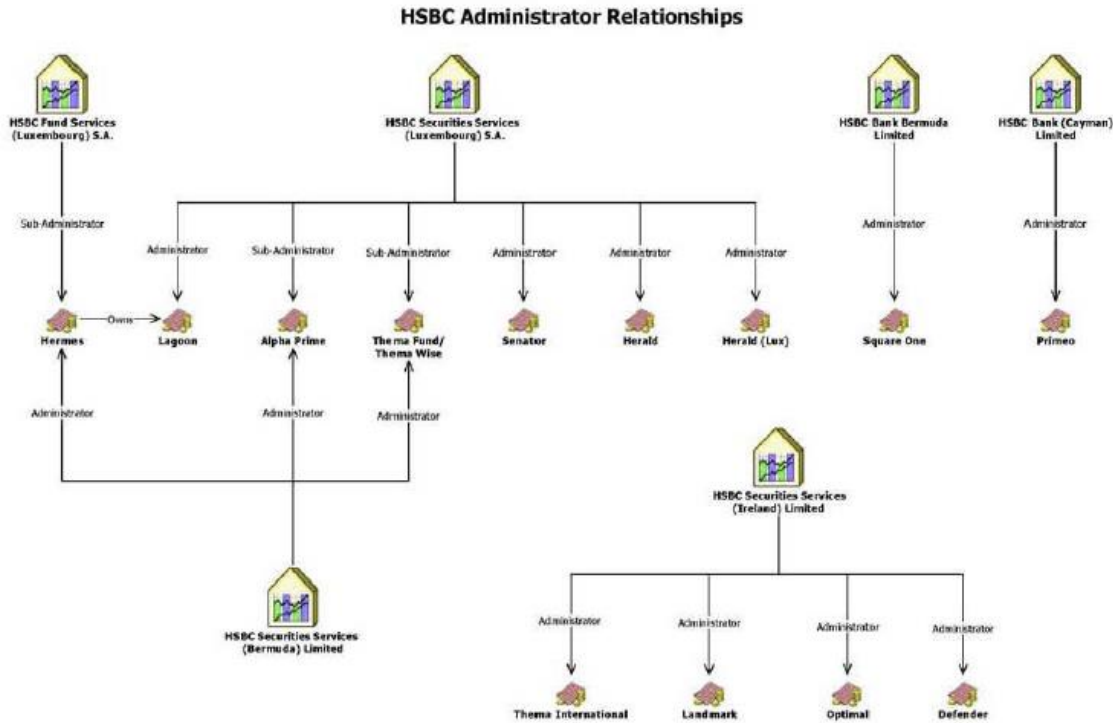 HSBC Administrator Relationships
HSBC Fund Services
(Luxembourg) S.A.
HSBC Securities Services
(Luxembourg) S.A.
HSBC Bank Bermuda
Limited
HSBC Bank (Cayman)
Limited
Sub-Administrator
Administrator
Sub-Administrator
Sub-Administrator
Administrator
Administrator
Administrator
Administrator
Administrator
Owns
Hermes
Lagoon
Alpha Prime
Thema Fund/
Thema Wise
Senator
Herald
Herald (Lux)
Square One
Primeo
Administrator
Administrator
Administrator
HSBC Securities Services
(Ireland) Limited
HSBC Securities Services
(Bermuda) Limited
Administrator
Administrator
Administrator
Administrator
Thema International
Landmark
Optimal
Defender